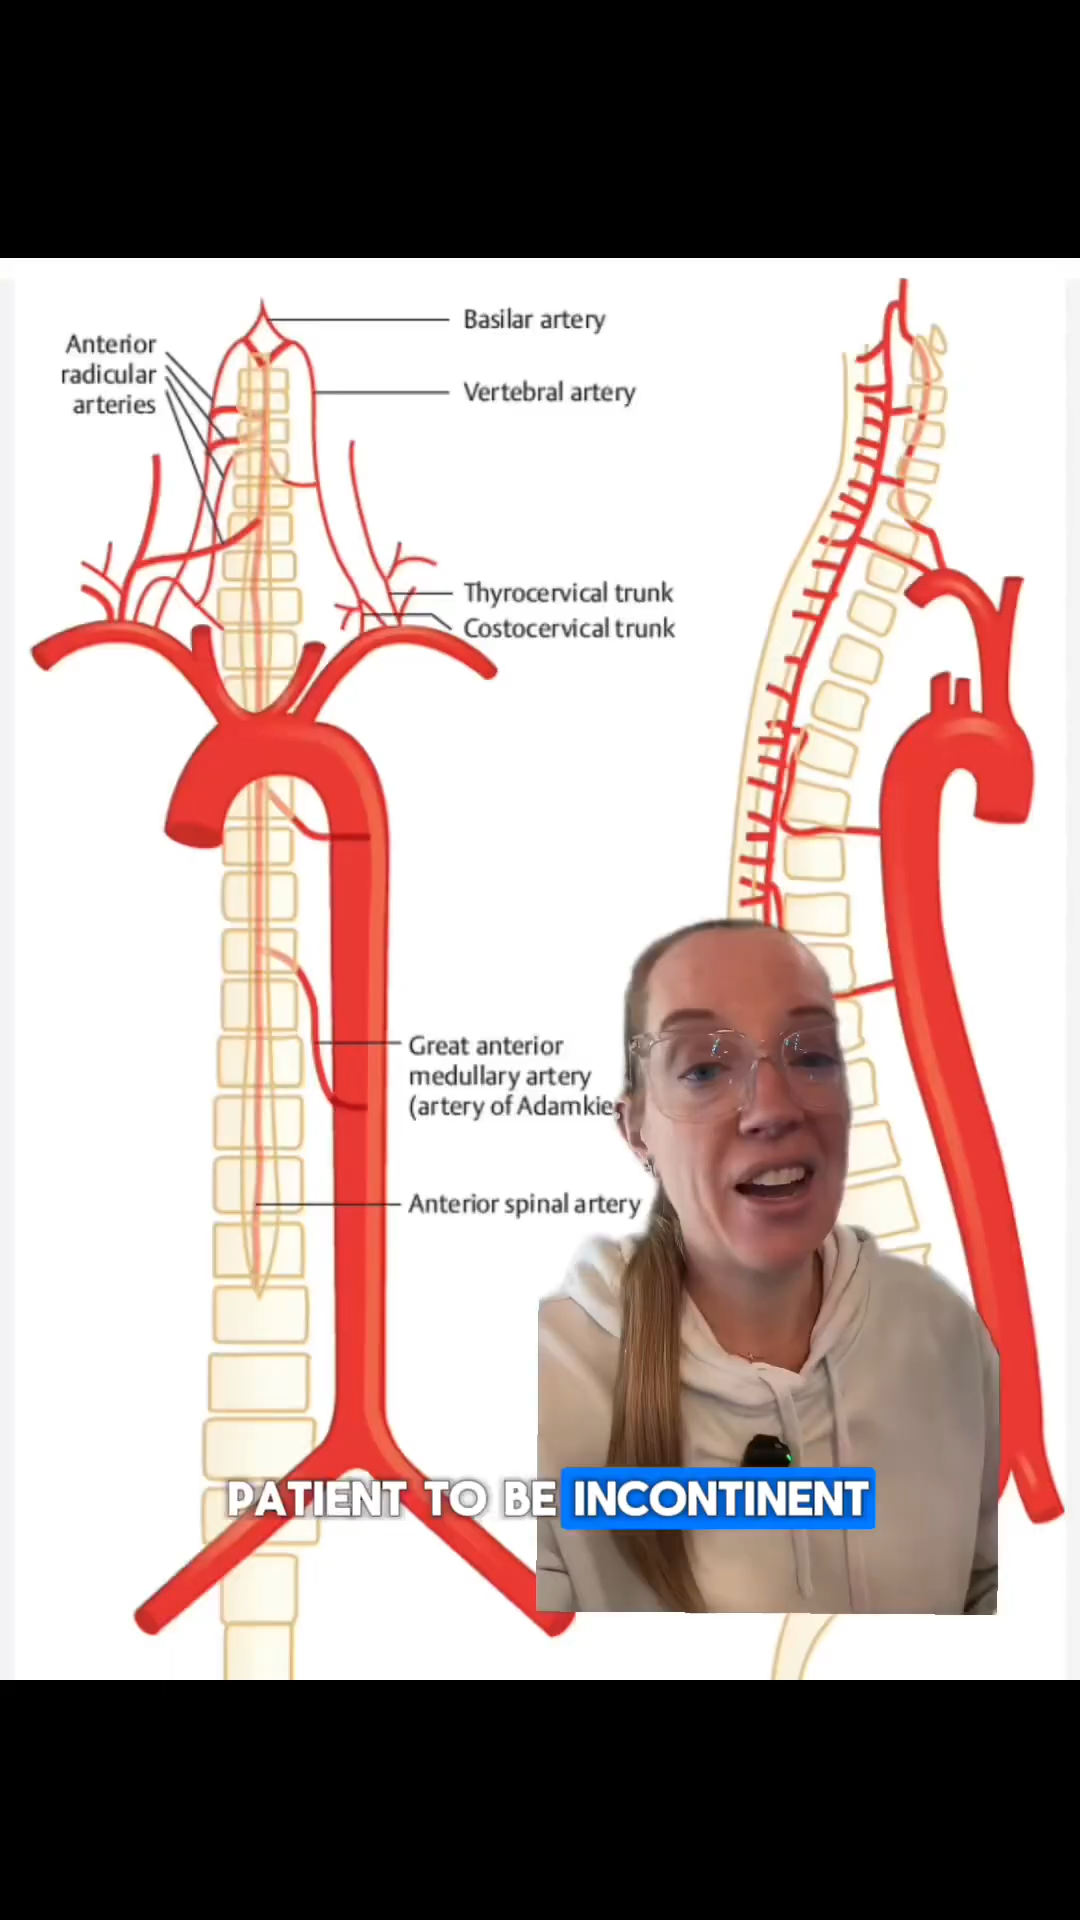 Basilar artery
Anterior
radicular
arteries
Vertebral artery
Thyrocervical trunk
Costocervical trunk
Great anterior
medullary artery
(artery of
Anterior spinal artery
PATIENT TO BE INCONTINENT